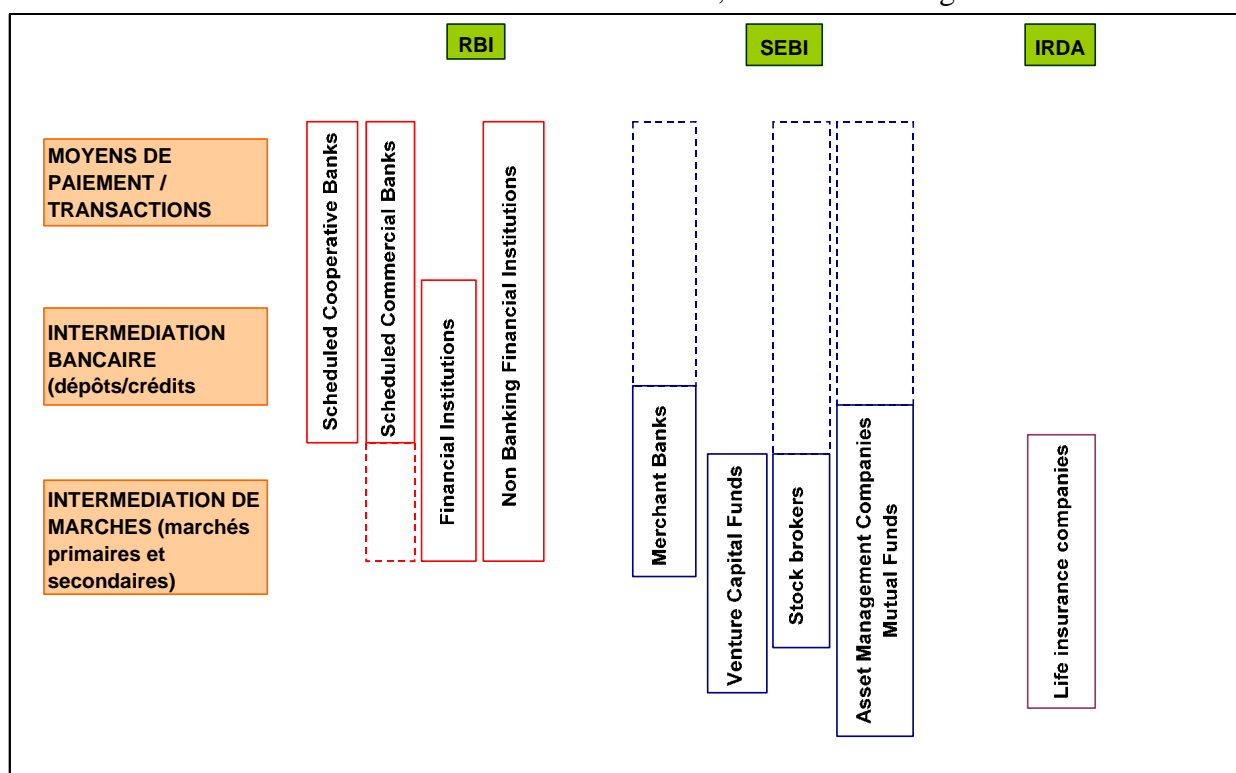 RBI
SEBI
IRDA
MOYENS DE
PAIEMENT /
TRANSACTIONS
INTERMEDIATION
BANCAIRE
(dépôts/crédits
INTERMEDIATION DE
MARCHES (marchés
primaires et
secondaires)
Scheduled Cooperative Banks
Scheduled Commercial Banks
Financial Institutions
Non Banking Financial Institutions
Merchant Banks
Venture Capital Funds
Stock brokers
Asset Management Companies
Mutual Funds
Life insurance companies